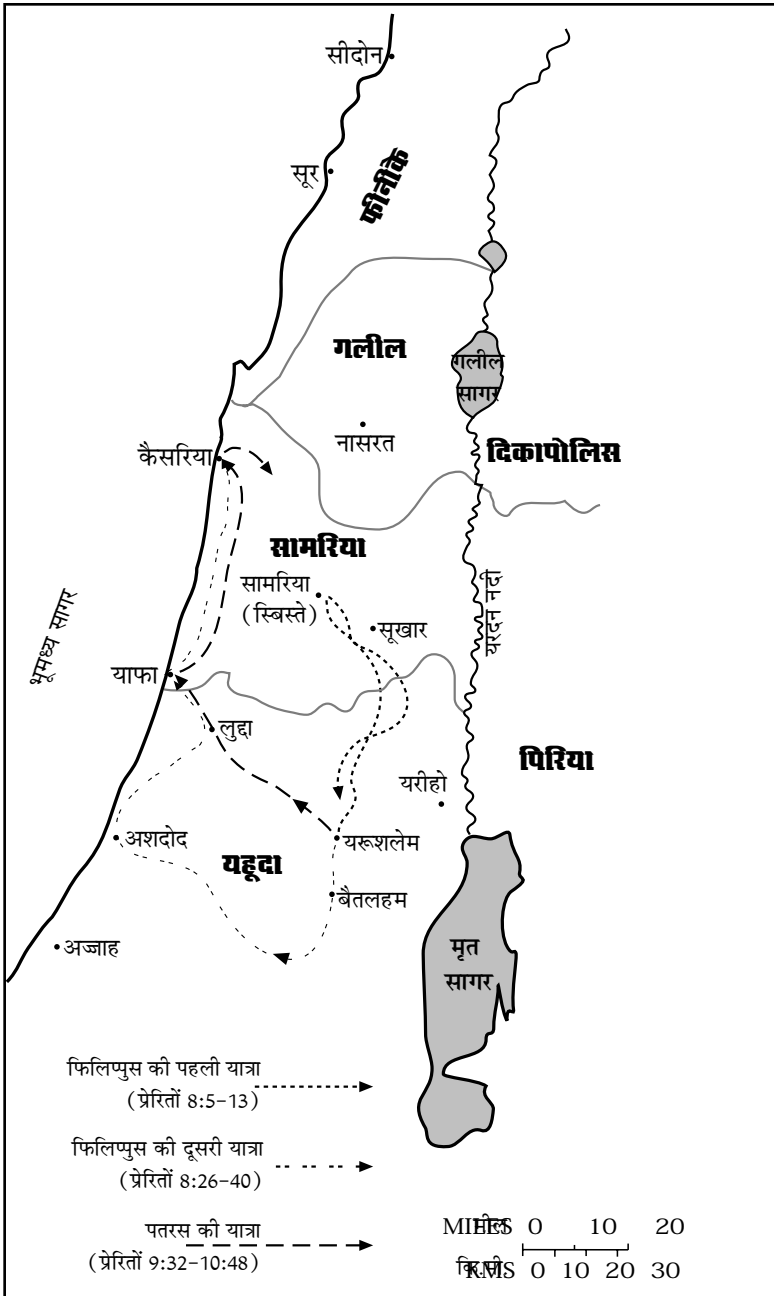 सीदोन
सूर
फीनीके
गलील
गलील
सागर
नासरत
दिकापोलिस
कैसरिया
सामरिया
सामरिया
(स्बिस्ते)
सूखार
यरदन नदी
भूमध्य सागर
याफा
लुद्दा
पिरिया
यरीहो
अशदोद
यरूशलेम
यहूदा
बैतलहम
अज्जाह
मृत
सागर
फिलिप्पुस की पहली यात्रा
(प्रेरितों 8:5-13)
फिलिप्पुस की दूसरी यात्रा
(प्रेरितों 8:26-40)
पतरस की यात्रा
(प्रेरितों 9:32-10:48)
0 10 20
0 10 20 30